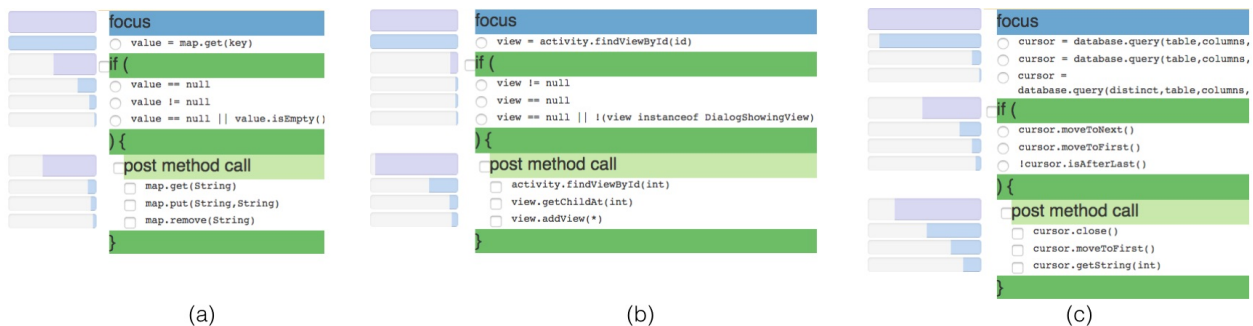 focus
value = map.get(key)
if (
value == null
value != null
value == null || value.isEmpty()
) {
post method call
map.get(String)
map.put(String,String)
map.remove(String)
}
(a)
focus
view = activity.findViewById(id)
if (
view != null
view == null
view == null || !(view instanceof DialogShowingView)
) {
post method call
activity.findViewById(int)
view.getChildAt(int)
view.addView(*)
}
(b)
focus
cursor = database.query(table,columns,
cursor = database.query(table,columns,
cursor =
database.query(distinct,table,columns,
if (
cursor.moveToNext()
cursor.moveToFirst()
!cursor.isAfterLast()
) {
post method call
cursor.close()
cursor.moveToFirst()
cursor.getString(int)
}
(c)